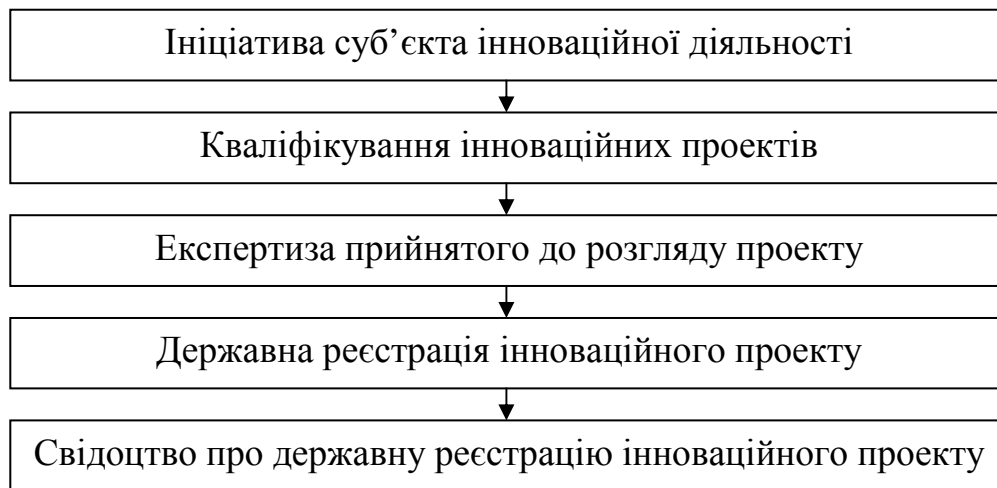 Ініціатива суб’єкта інноваційної діяльності
Кваліфікування інноваційних проектів
Експертиза прийнятого до розгляду проекту
Державна реєстрація інноваційного проекту
Свідоцтво про державну реєстрацію інноваційного проекту